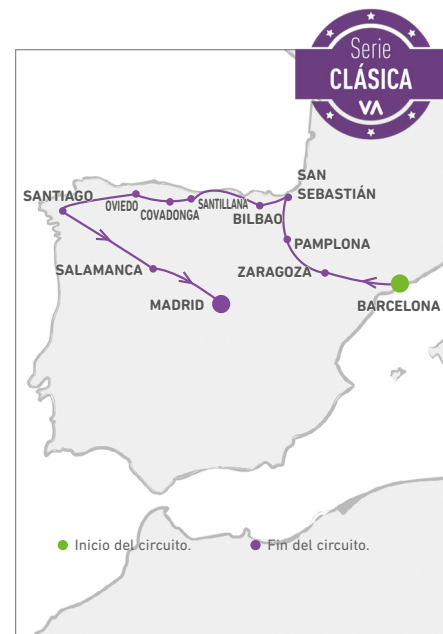 Serie
CLÁSICA
VA
SAN
SEBASTIÁN
SANTIAGO
OVIEDO
COVADONGA
SANTILLANA
BILBAO
PAMPLONA
ZARAGOZA
SALAMANCA
MADRID
BARCELONA
Inicio del circuito.
Fin del circuito.